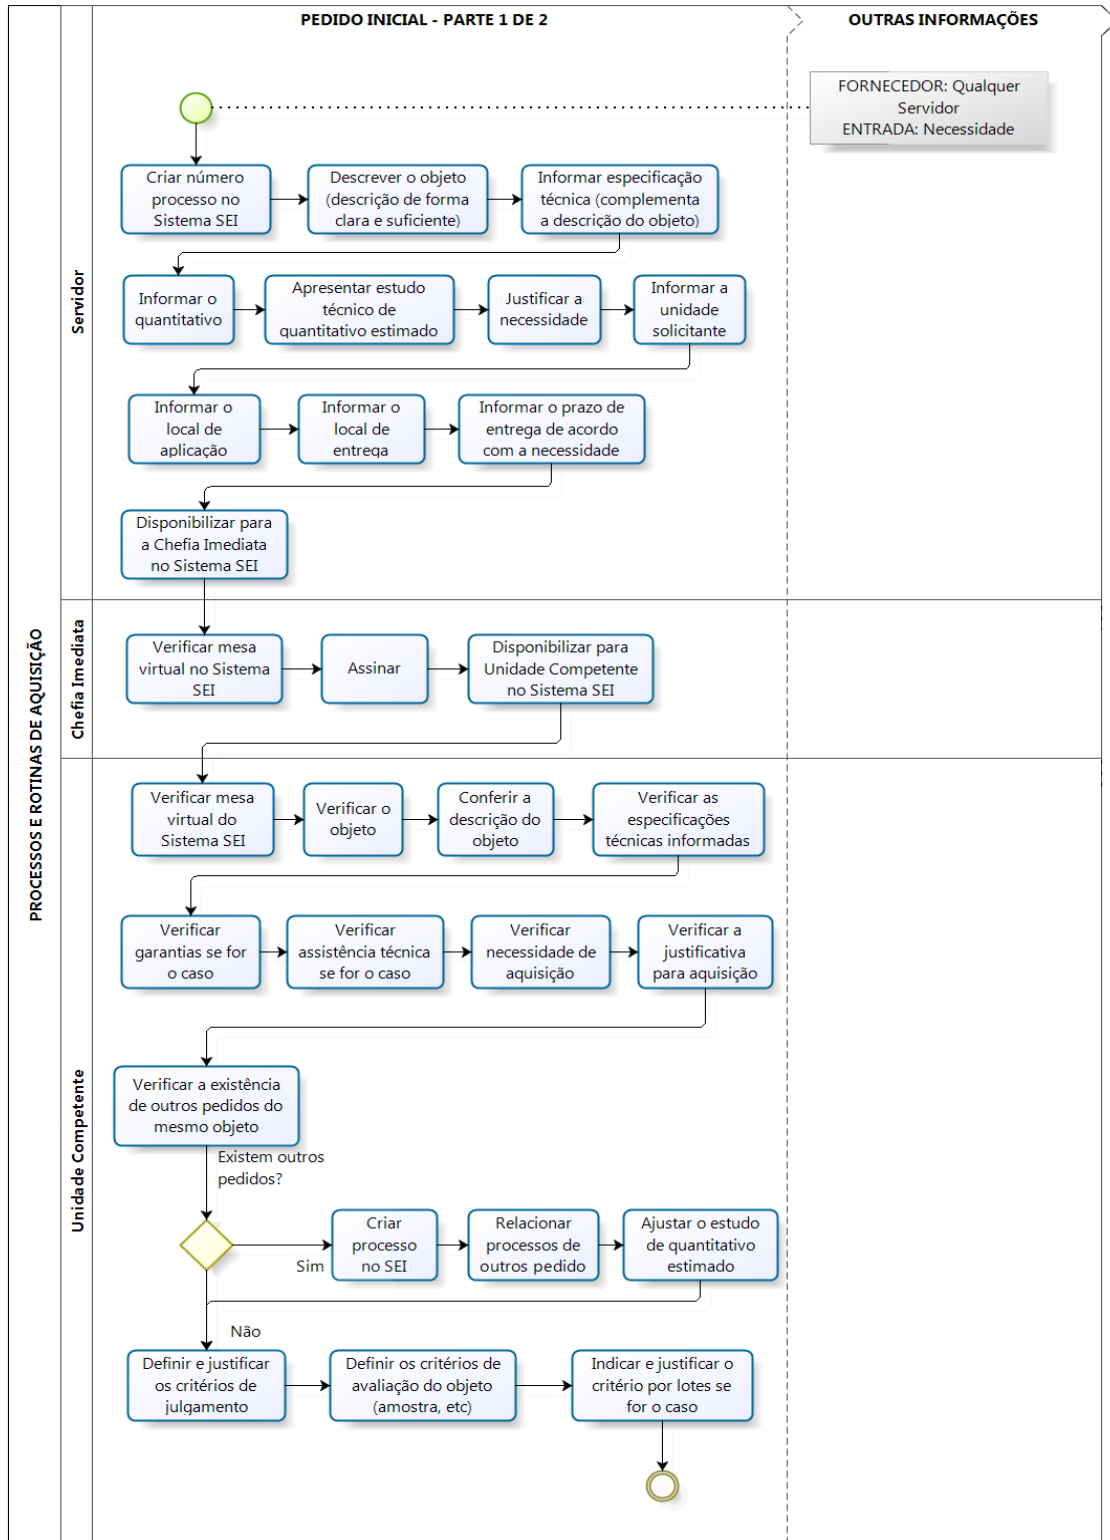 PEDIDO INICIAL - PARTE 1 DE 2
OUTRAS INFORMAÇÕES
PROCESSOS E ROTINAS DE AQUISIÇÃO
Servidor
FORNECEDOR: Qualquer
Servidor
ENTRADA: Necessidade
Criar número
processo no
Sistema SEI
Descrever o objeto
(descrição de forma
clara e suficiente)
Informar especificação
técnica (complementa
a descrição do objeto)
Informar o
quantitativo
Apresentar estudo
técnico de
quantitativo estimado
Justificar a
necessidade
Informar a
unidade
solicitante
Informar o
local de
aplicação
Informar o
local de
entrega
Informar o prazo de
entrega de acordo
com a necessidade
Disponibilizar para
a Chefia Imediata
no Sistema SEI
Chefia Imediata
Verificar mesa
virtual no Sistema
SEI
Assinar
Disponibilizar para
Unidade Competente
no Sistema SEI
Unidade Competente
Verificar mesa
virtual do
Sistema SEI
Verificar o
objeto
Conferir a
descrição do
objeto
Verificar as
especificações
técnicas informadas
Verificar
garantias se for
o caso
Verificar
assistência técnica
se for o caso
Verificar
necessidade de
aquisição
Verificar a
justificativa
para aquisição
Verificar a existência
de outros pedidos do
mesmo objeto
Existem outros
pedidos?
Sim
Criar
processo
no SEI
Relacionar
processos de
outros pedido
Ajustar o estudo
de quantitativo
estimado
Não
Definir e justificar
os critérios de
julgamento
Definir os critérios de
avaliação do objeto
(amostra, etc)
Indicar e justificar o
critério por lotes se
for o caso